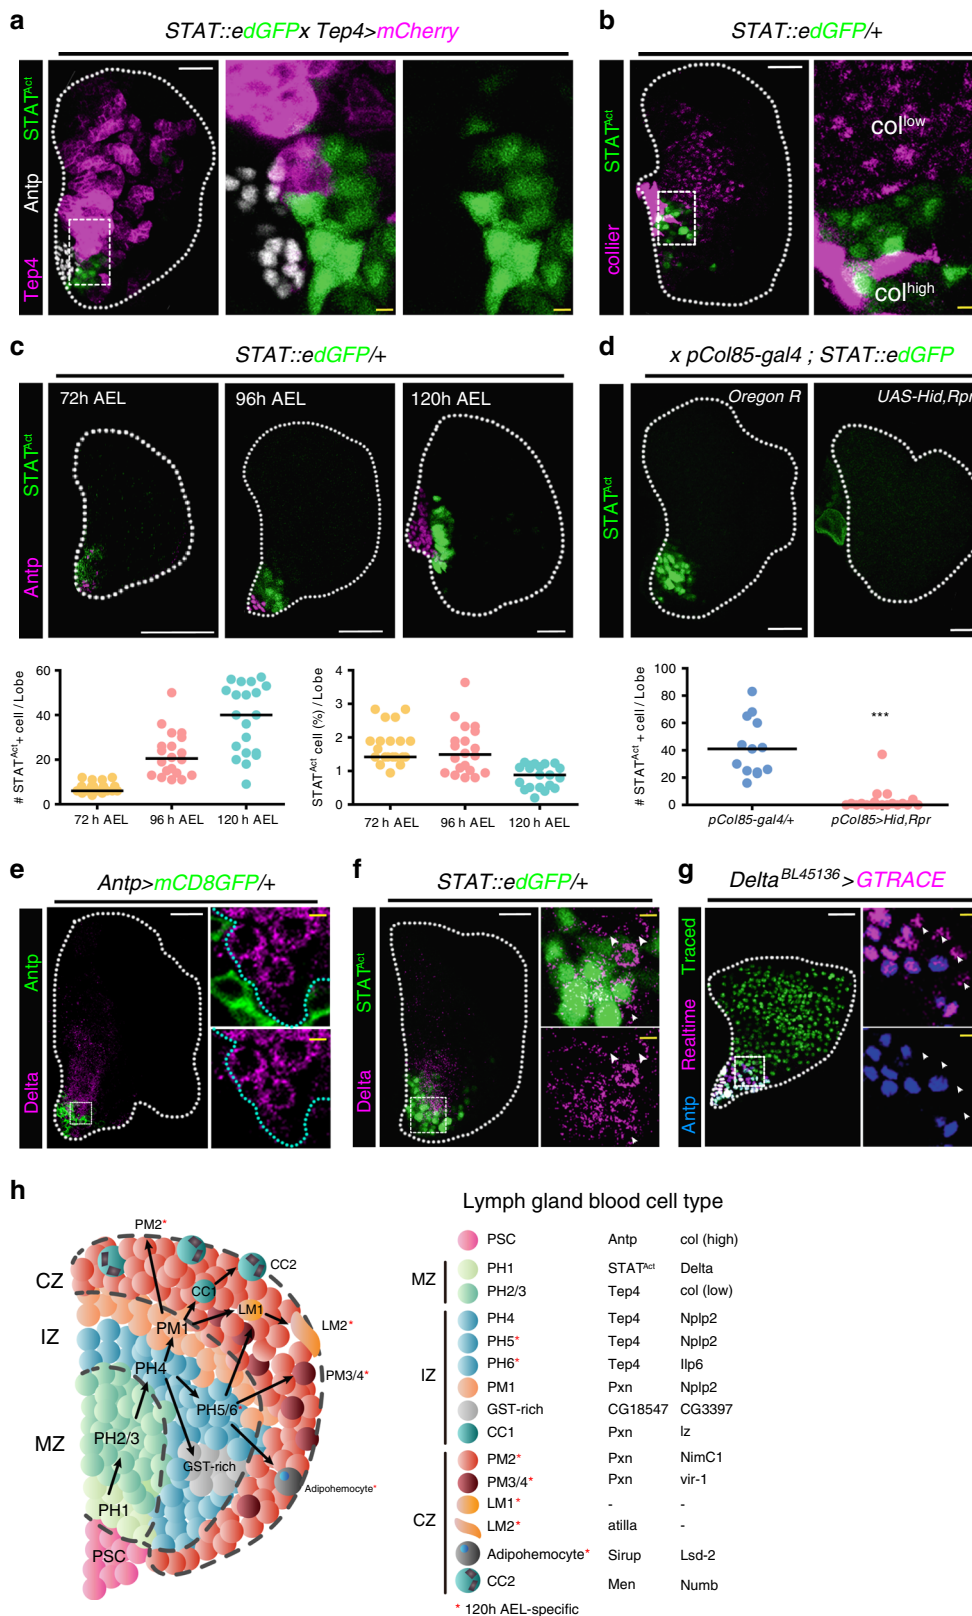 a
STAT::edGFP x Tep4>mCherry
Tep4 Antp STATAct
b
STAT::edGFP/+
collier STATAct
collow
colhigh
c
STAT::edGFP/+
72h AEL
96h AEL
120h AEL
Antp STATAct
d
x pCol85-gal4 ; STAT::edGFP
Oregon R
UAS-Hid,Rpr
STATAct
# STATAct+ cell / Lobe
60
40
20
0
72 h AEL 96 h AEL 120 h AEL
STATAct cell (%) / Lobe
4
3
2
1
0
72 h AEL 96 h AEL 120 h AEL
# STATAct + cell / Lobe
100
80
60
40
20
0
***
pCol85-gal4/+ pCol85>Hid,Rpr
e
Antp>mCD8GFP/+
Delta Antp
f
STAT::edGFP/+
Delta STATAct
g
DeltaBL45136>GTRACE
Antp Realtime Traced
h
CZ
IZ
MZ
PM2*
CC2
CC1
LM1
PM1
LM2*
PH4
PM3/4*
PH5/6*
PH2/3
GST-rich
Adipohemocyte*
PH1
PSC
Lymph gland blood cell type
PSC Antp col (high)
MZ
PH1 STATAct Delta
PH2/3 Tep4 col (low)
IZ
PH4 Tep4 Nplp2
PH5* Tep4 Nplp2
PH6* Tep4 Ilp6
PM1 Pxn Nplp2
GST-rich CG18547 CG3397
CC1 Pxn lz
CZ
PM2* Pxn NimC1
PM3/4* Pxn vir-1
LM1* - -
LM2* atilla -
Adipohemocyte* Sirup Lsd-2
CC2 Men Numb
* 120h AEL-specific